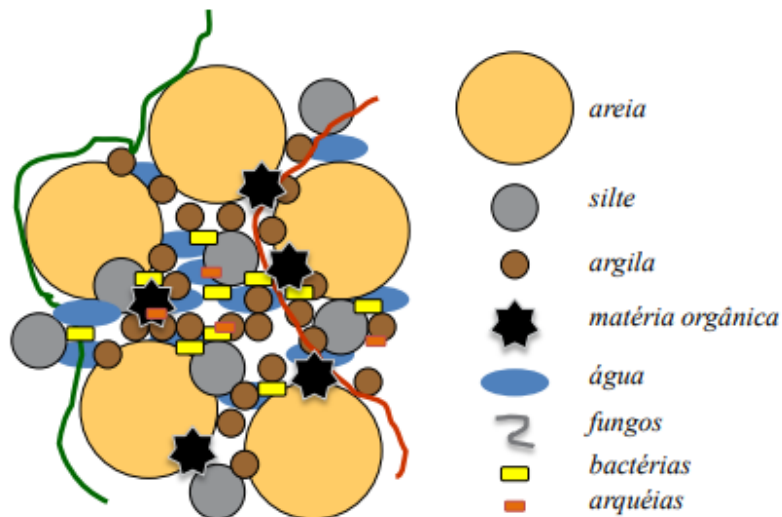 areia
silte
argila
matéria orgânica
água
fungos
bactérias
arquéias